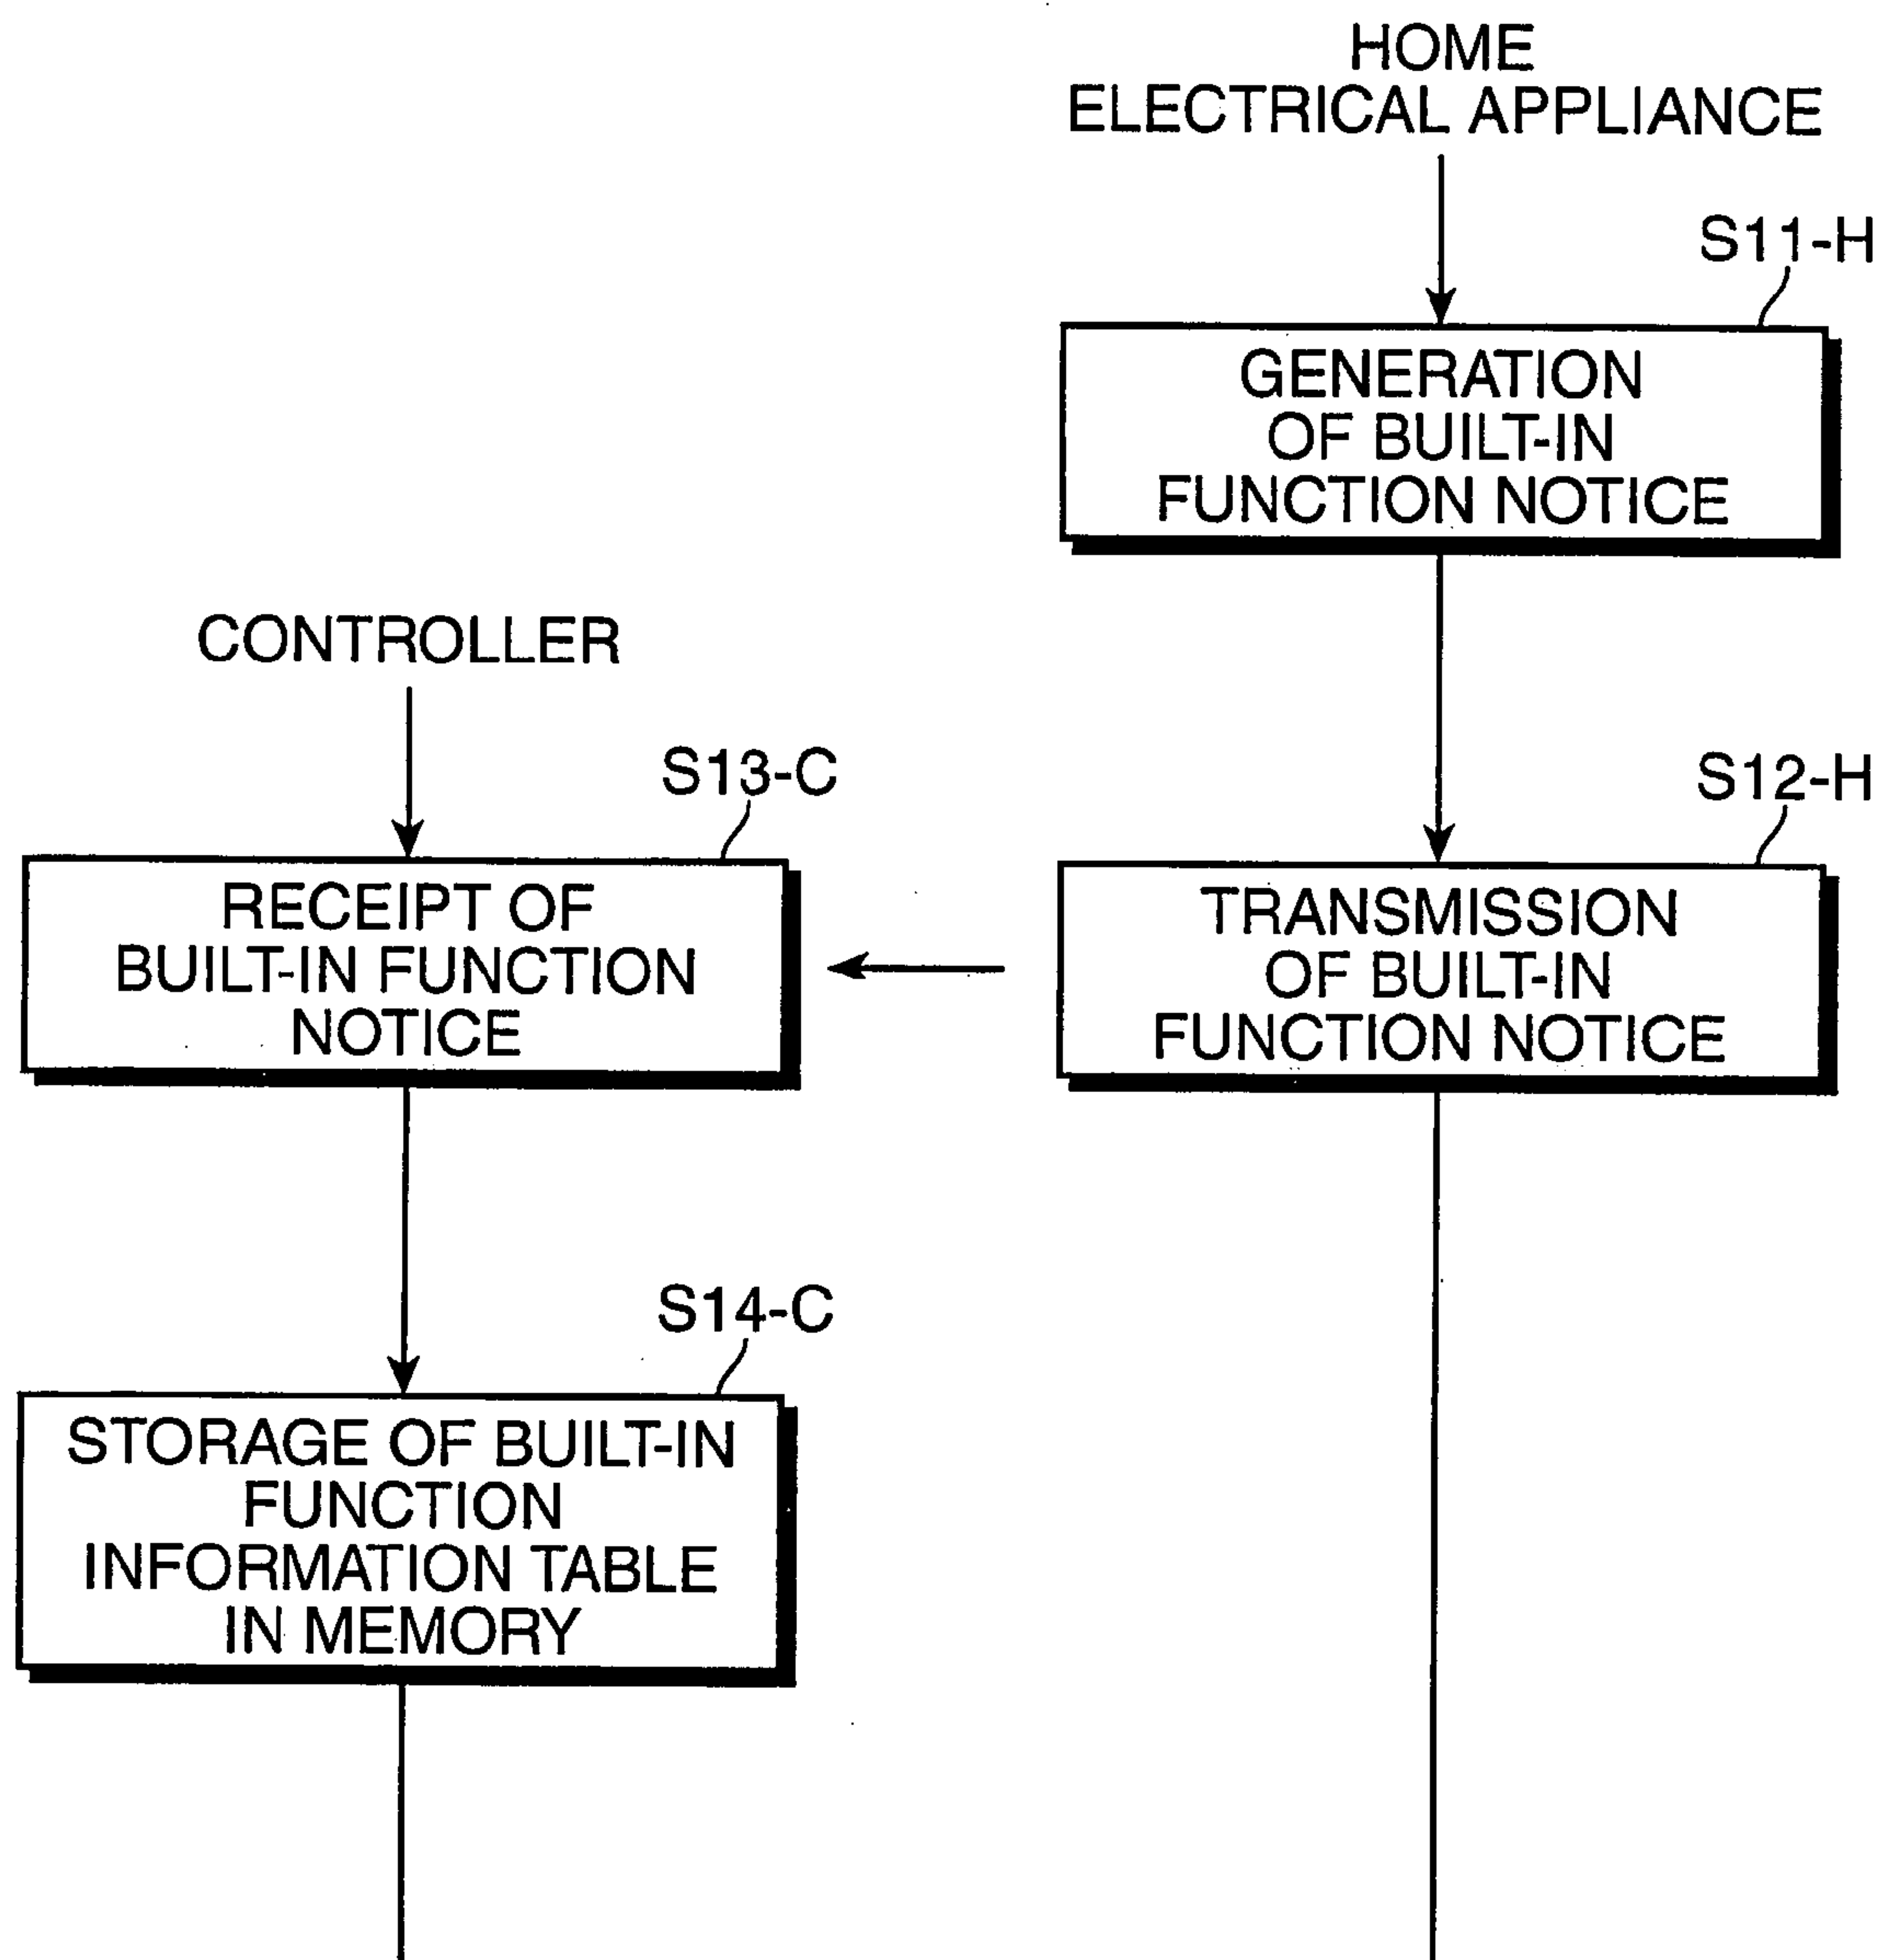 HOME
ELECTRICAL APPLIANCE
S11-H
GENERATION
OF BUILT-IN
FUNCTION NOTICE
CONTROLLER
S13-C
RECEIPT OF
BUILT-IN FUNCTION
NOTICE
S12-H
TRANSMISSION
OF BUILT-IN
FUNCTION NOTICE
S14-C
STORAGE OF BUILT-IN
FUNCTION
INFORMATION TABLE
IN MEMORY